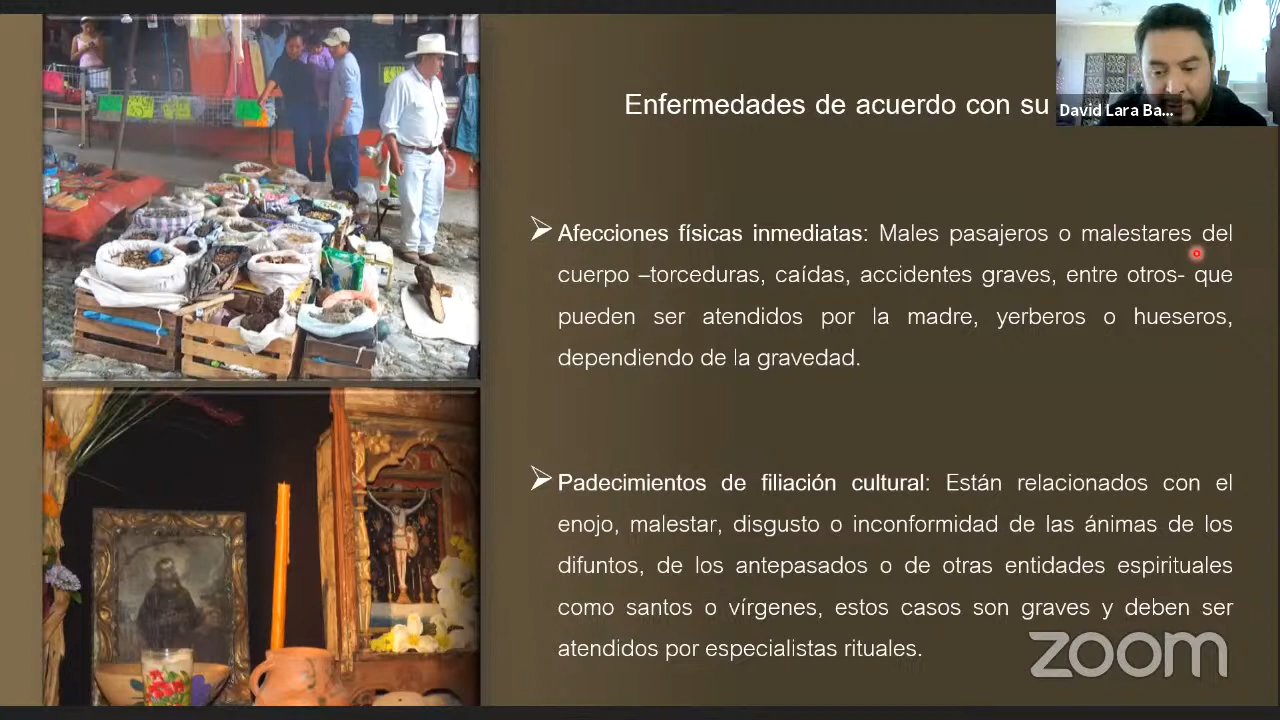 Enfermedades de acuerdo con su
David Lara Ba...
Afecciones físicas inmediatas: Males pasajeros o malestares del
cuerpo –torceduras, caídas, accidentes graves, entre otros- que
pueden ser atendidos por la madre, yerberos o hueseros,
dependiendo de la gravedad.
Padecimientos de filiación cultural: Están relacionados con el
enojo, malestar, disgusto o inconformidad de las ánimas de los
difuntos, de los antepasados o de otras entidades espirituales
como santos o vírgenes, estos casos son graves y deben ser
atendidos por especialistas rituales.
zoom